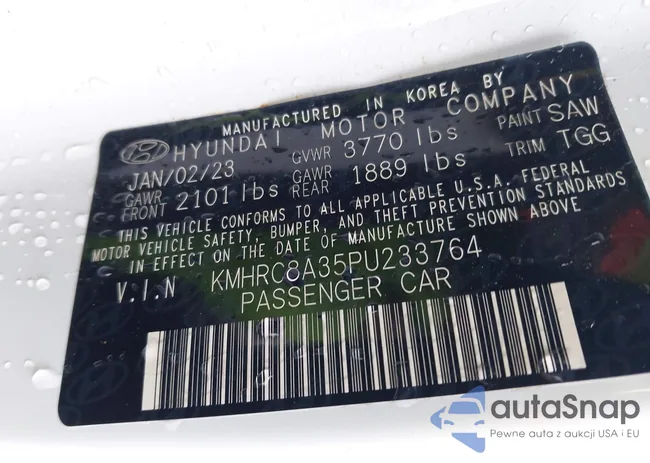 MANUFACTURED IN KOREA BY
HYUNDAI MOTOR COMPANY
JAN/02/23 GVWR 3770 lbs PAINT SAW
GAWR FRONT 2101 lbs GAWR REAR 1889 lbs TRIM TGG
THIS VEHICLE CONFORMS TO ALL APPLICABLE U.S.A. FEDERAL
MOTOR VEHICLE SAFETY, BUMPER, AND THEFT PREVENTION STANDARDS
IN EFFECT ON THE DATE OF MANUFACTURE SHOWN ABOVE
V.I.N KMHRC8A35PU233764
PASSENGER CAR
autaSnap
Pewne auta z aukcji USA i EU